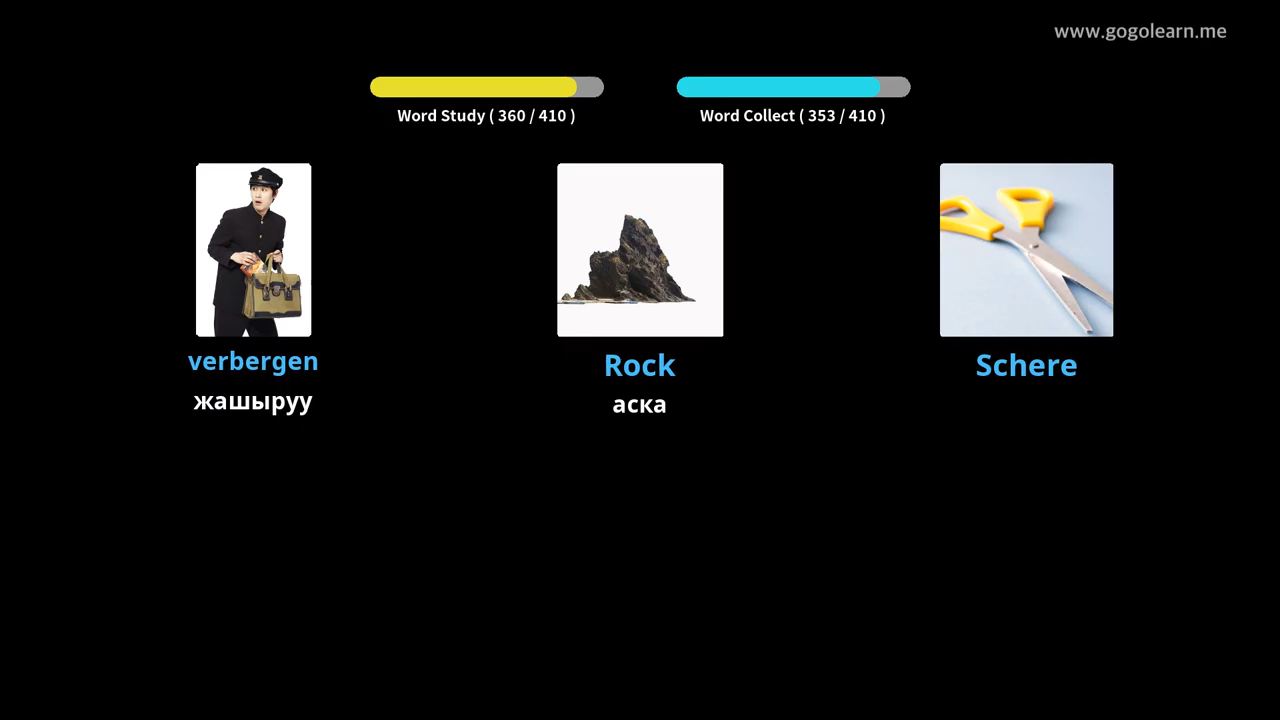 www.gogolearn.me
Word Study ( 360 / 410 )
Word Collect ( 353 / 410 )
verbergen
жашыруу
Rock
аска
Schere